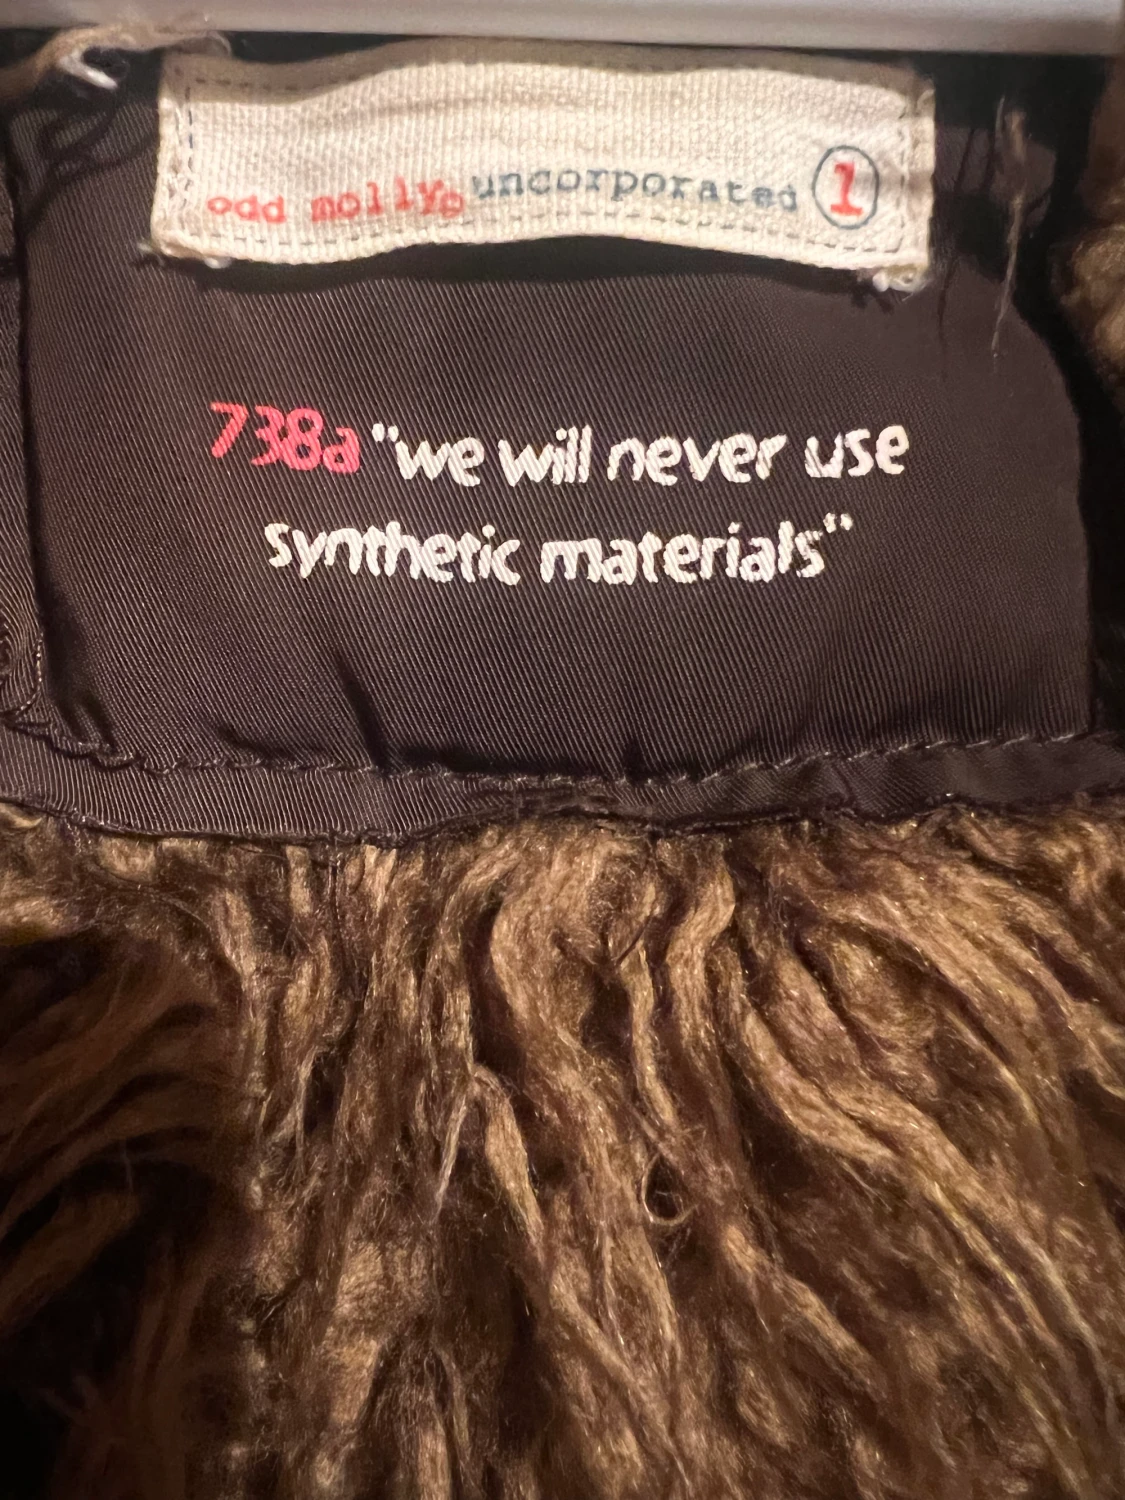 odd molly® uncorporated 1
738a "we will never use
synthetic materials"